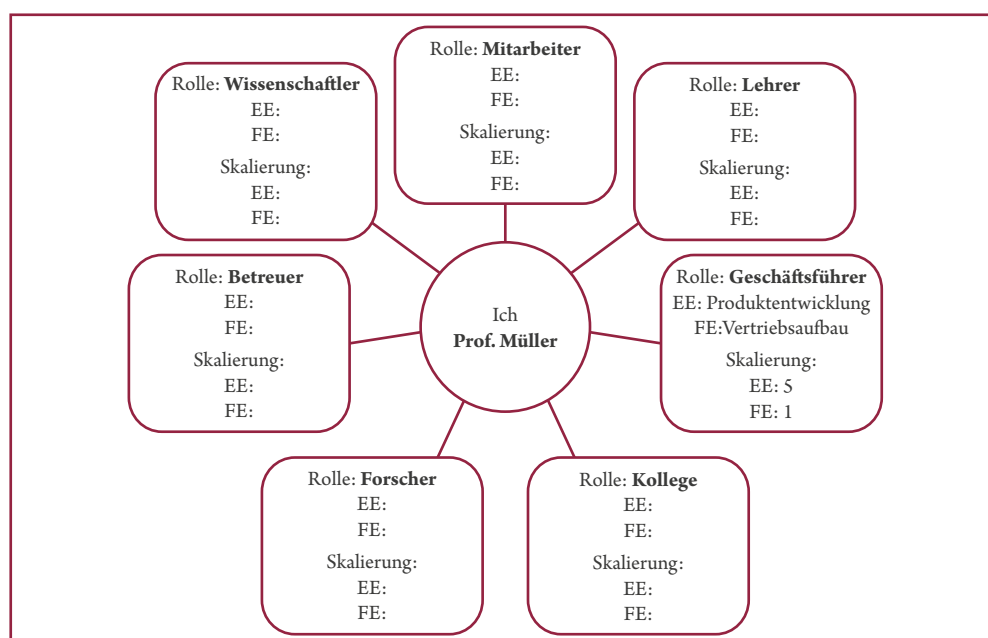 Rolle: Mitarbeiter
EE:
FE:
Skalierung:
EE:
FE:
Rolle: Wissenschaftler
EE:
FE:
Skalierung:
EE:
FE:
Rolle: Lehrer
EE:
FE:
Skalierung:
EE:
FE:
Rolle: Betreuer
EE:
FE:
Skalierung:
EE:
FE:
Ich
Prof. Müller
Rolle: Geschäftsführer
EE: Produktentwicklung
FE:Vertriebsaufbau
Skalierung:
EE: 5
FE: 1
Rolle: Forscher
EE:
FE:
Skalierung:
EE:
FE:
Rolle: Kollege
EE:
FE:
Skalierung:
EE:
FE: